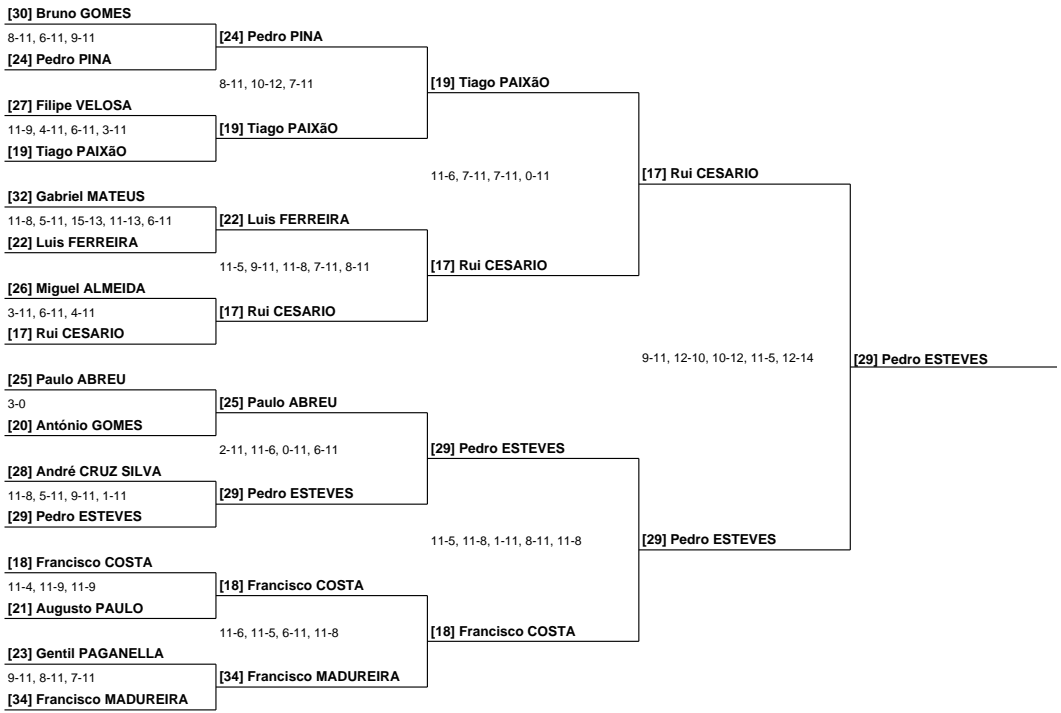 [30] Bruno GOMES
8-11, 6-11, 9-11
[24] Pedro PINA
[24] Pedro PINA
8-11, 10-12, 7-11
[19] Tiago PAIXãO
[27] Filipe VELOSA
11-9, 4-11, 6-11, 3-11
[19] Tiago PAIXãO
[19] Tiago PAIXãO
11-6, 7-11, 7-11, 0-11
[17] Rui CESARIO
[32] Gabriel MATEUS
11-8, 5-11, 15-13, 11-13, 6-11
[22] Luis FERREIRA
[22] Luis FERREIRA
11-5, 9-11, 11-8, 7-11, 8-11
[17] Rui CESARIO
[26] Miguel ALMEIDA
3-11, 6-11, 4-11
[17] Rui CESARIO
[17] Rui CESARIO
9-11, 12-10, 10-12, 11-5, 12-14
[29] Pedro ESTEVES
[25] Paulo ABREU
3-0
[20] António GOMES
[25] Paulo ABREU
2-11, 11-6, 0-11, 6-11
[29] Pedro ESTEVES
[28] André CRUZ SILVA
11-8, 5-11, 9-11, 1-11
[29] Pedro ESTEVES
[29] Pedro ESTEVES
11-5, 11-8, 1-11, 8-11, 11-8
[29] Pedro ESTEVES
[18] Francisco COSTA
11-4, 11-9, 11-9
[21] Augusto PAULO
[18] Francisco COSTA
11-6, 11-5, 6-11, 11-8
[18] Francisco COSTA
[23] Gentil PAGANELLA
9-11, 8-11, 7-11
[34] Francisco MADUREIRA
[34] Francisco MADUREIRA